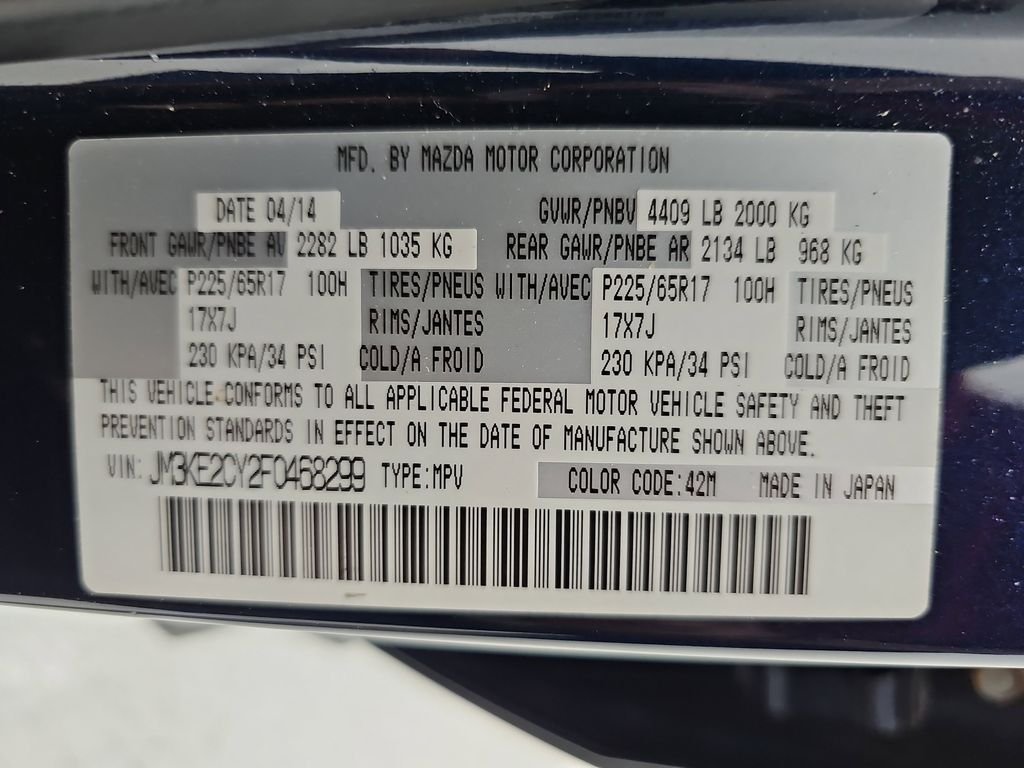 MFD. BY MAZDA MOTOR CORPORATION
DATE 04/14 GVWR/PNBV 4409 LB 2000 KG
FRONT GAWR/PNBE AV 2282 LB 1035 KG REAR GAWR/PNBE AR 2134 LB 968 KG
WITH/AVEC P225/65R17 100H TIRES/PNEUS WITH/AVEC P225/65R17 100H TIRES/PNEUS
17X7J RIMS/JANTES 17X7J RIMS/JANTES
230 KPA/34 PSI COLD/A FROID 230 KPA/34 PSI COLD/A FROID
THIS VEHICLE CONFORMS TO ALL APPLICABLE FEDERAL MOTOR VEHICLE SAFETY AND THEFT
PREVENTION STANDARDS IN EFFECT ON THE DATE OF MANUFACTURE SHOWN ABOVE.
VIN: JM3KE2CY2F0468299 TYPE:MPV COLOR CODE:42M MADE IN JAPAN